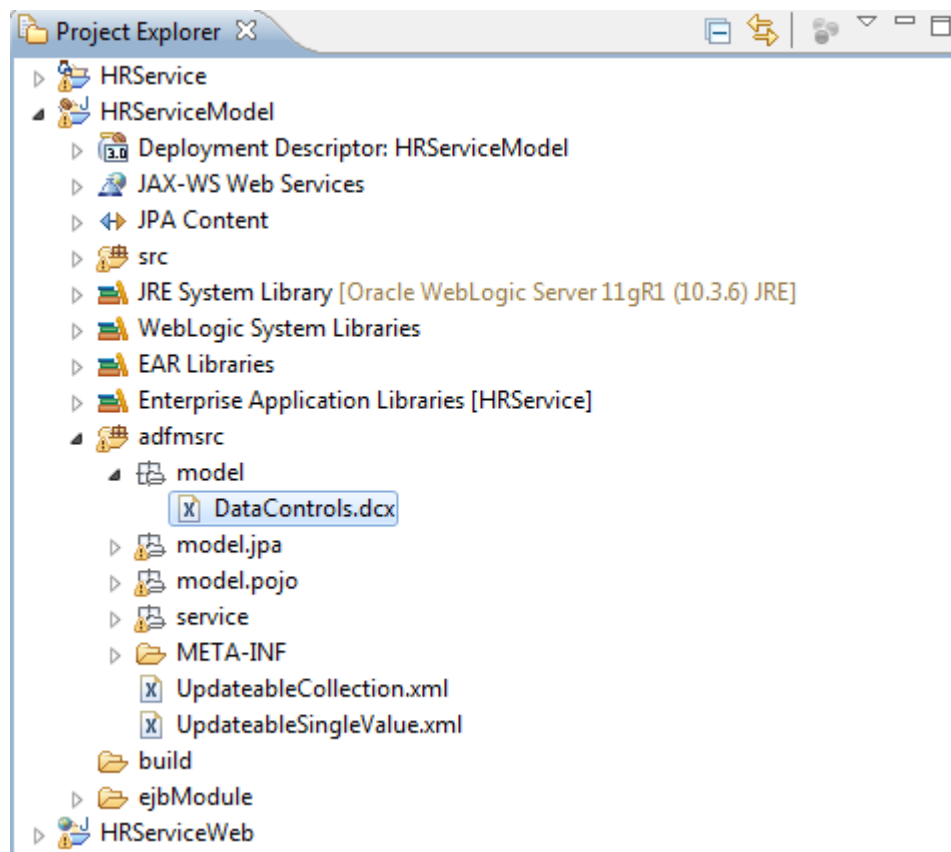 Project Explorer
HRService
HRServiceModel
3.0 Deployment Descriptor: HRServiceModel
JAX-WS Web Services
JPA Content
src
JRE System Library [Oracle WebLogic Server 11gR1 (10.3.6) JRE]
WebLogic System Libraries
EAR Libraries
Enterprise Application Libraries [HRService]
adfmsrc
model
X DataControls.dcx
model.jpa
model.pojo
service
META-INF
X UpdateableCollection.xml
X UpdateableSingleValue.xml
build
ejbModule
HRServiceWeb